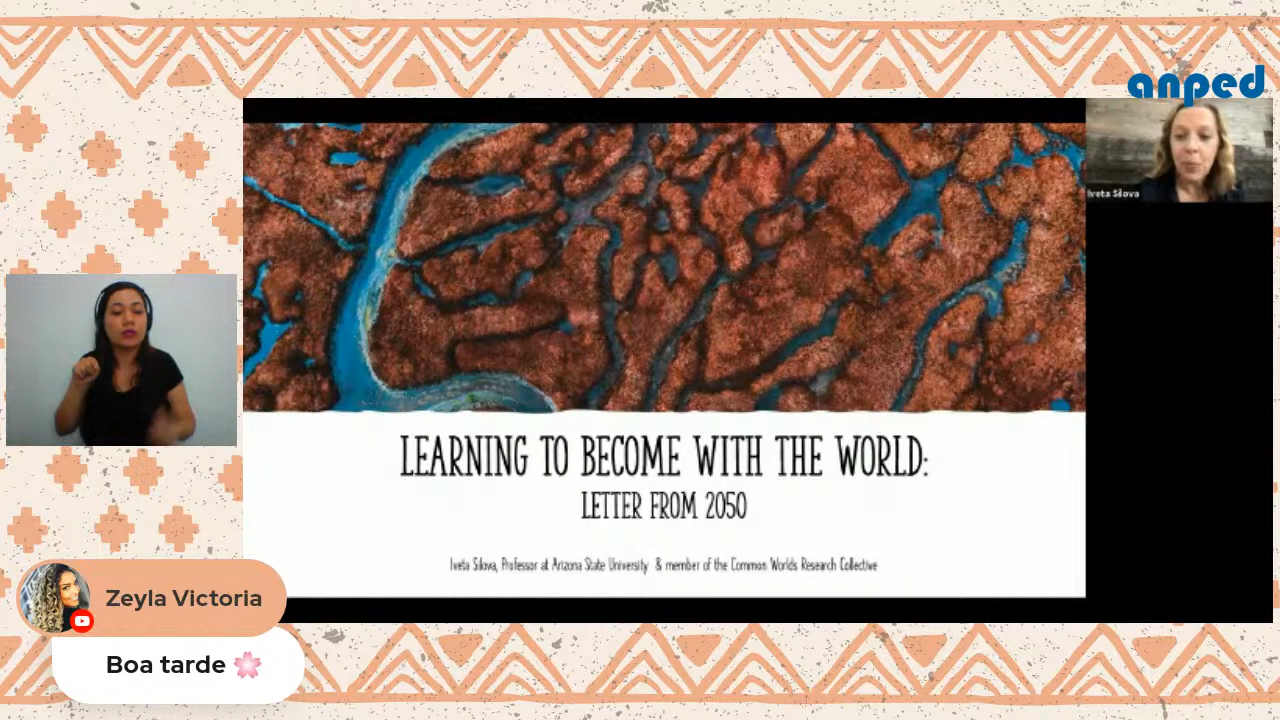 anped
Iveta Silova
LEARNING TO BECOME WITH THE WORLD:
LETTER FROM 2050
Iveta Silova, Professor at Arizona State University & member of the Common Worlds Research Collective
Zeyla Victoria
Boa tarde 🌸